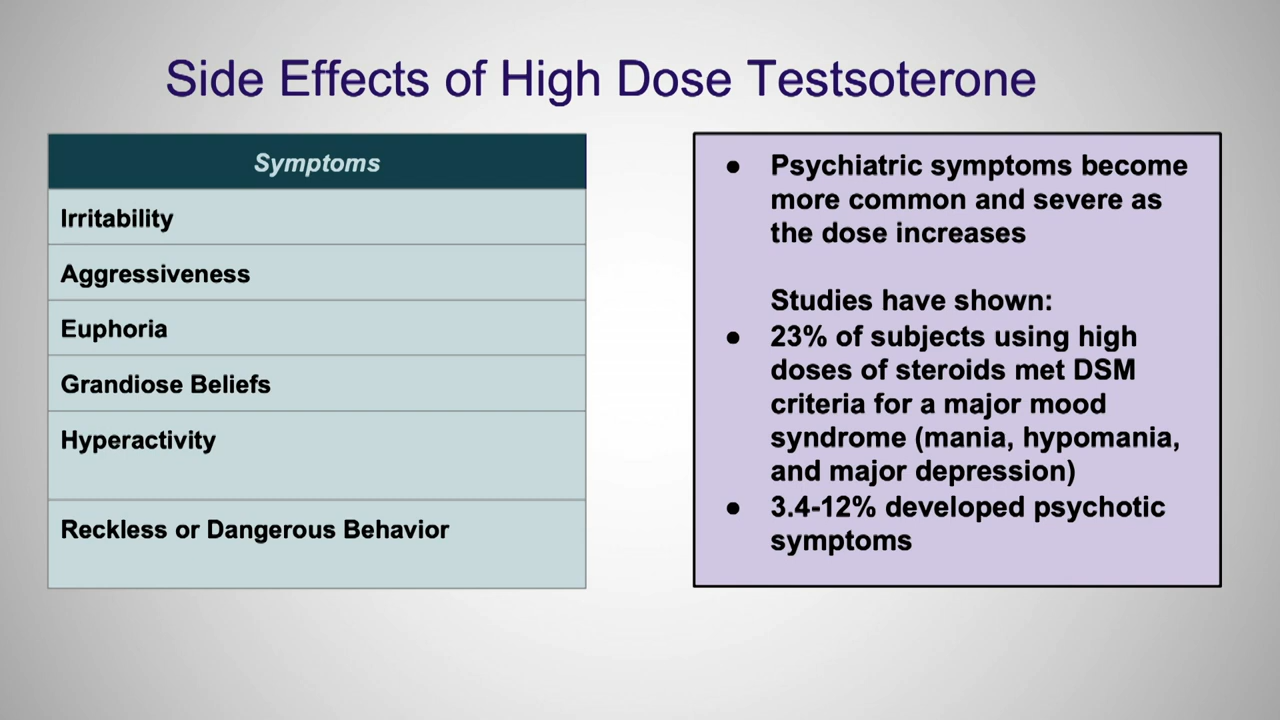 Side Effects of High Dose Testsoterone
Symptoms
Irritability
Aggressiveness
Euphoria
Grandiose Beliefs
Hyperactivity
Reckless or Dangerous Behavior
● Psychiatric symptoms become
more common and severe as
the dose increases
Studies have shown:
● 23% of subjects using high
doses of steroids met DSM
criteria for a major mood
syndrome (mania, hypomania,
and major depression)
● 3.4-12% developed psychotic
symptoms